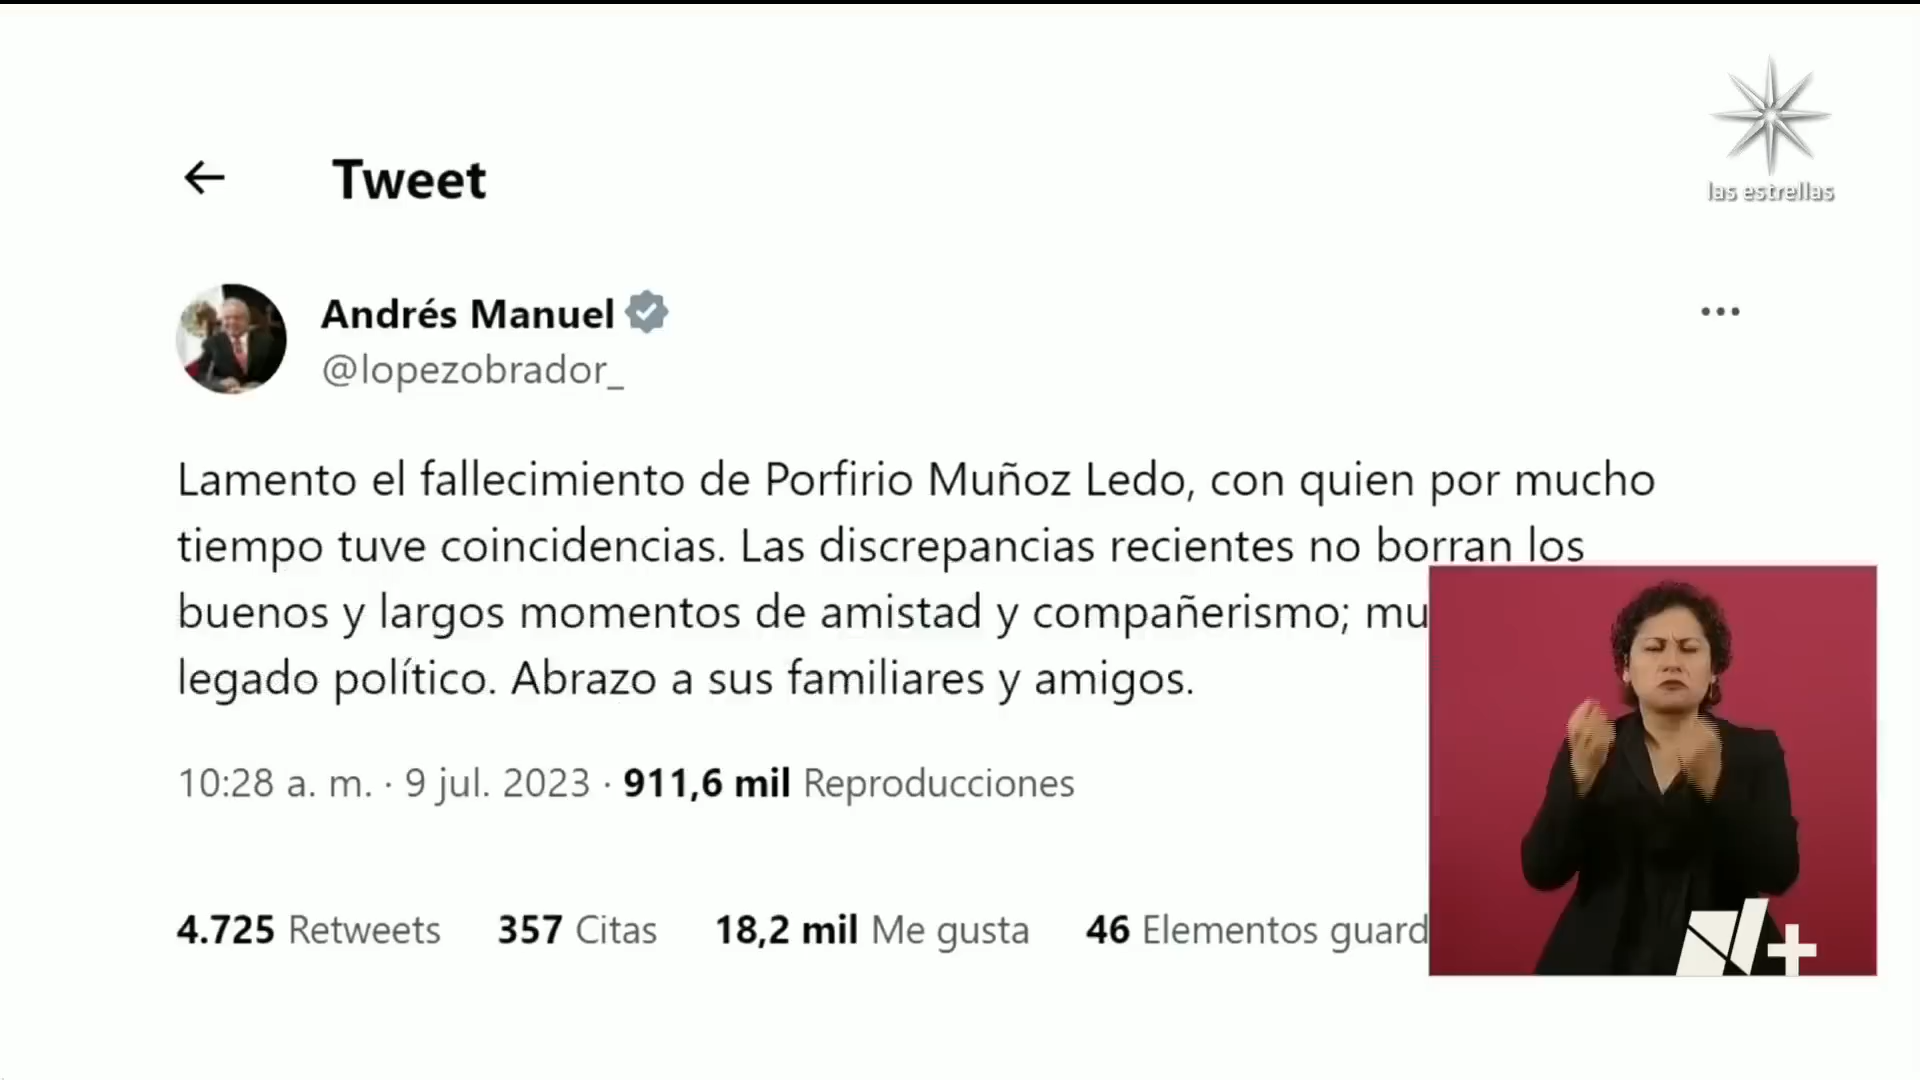 las estrellas
Tweet
Andrés Manuel
@lopezobrador_
Lamento el fallecimiento de Porfirio Muñoz Ledo, con quien por mucho
tiempo tuve coincidencias. Las discrepancias recientes no borran los
buenos y largos momentos de amistad y compañerismo;
legado político. Abrazo a sus familiares y amigos.
10:28 a. m. · 9 jul. 2023 · 911,6 mil Reproducciones
4.725 Retweets 357 Citas 18,2 mil Me gusta 46 Elementos
N+